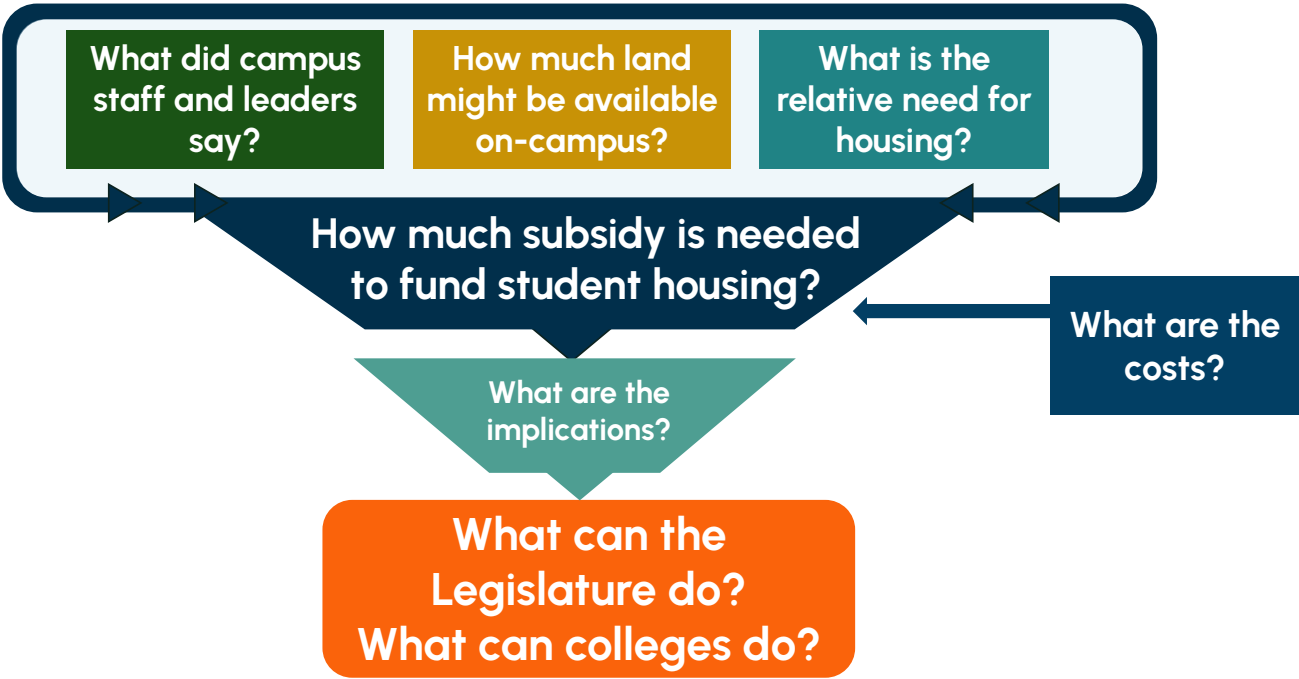 What did campus
staff and leaders
say?
How much land
might be available
on-campus?
What is the
relative need for
housing?
How much subsidy is needed
to fund student housing?
What are the
costs?
What are the
implications?
What can the
Legislature do?
What can colleges do?